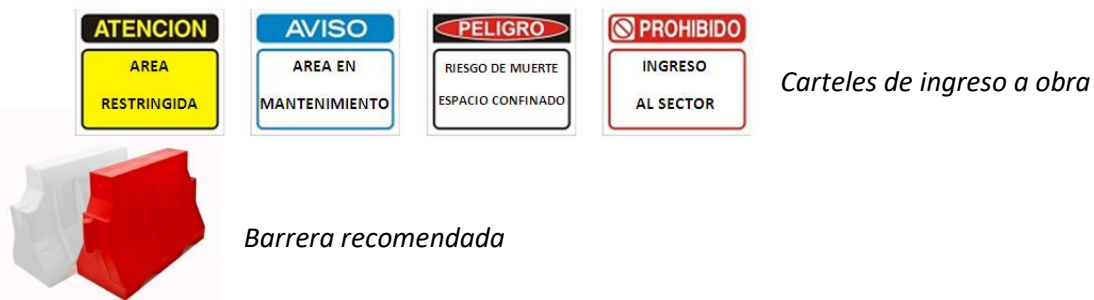 ATENCION
AREA
RESTRINGIDA
AVISO
AREA EN
MANTENIMIENTO
PELIGRO
RIESGO DE MUERTE
ESPACIO CONFINADO
PROHIBIDO
INGRESO
AL SECTOR
Carteles de ingreso a obra
Barrera recomendada